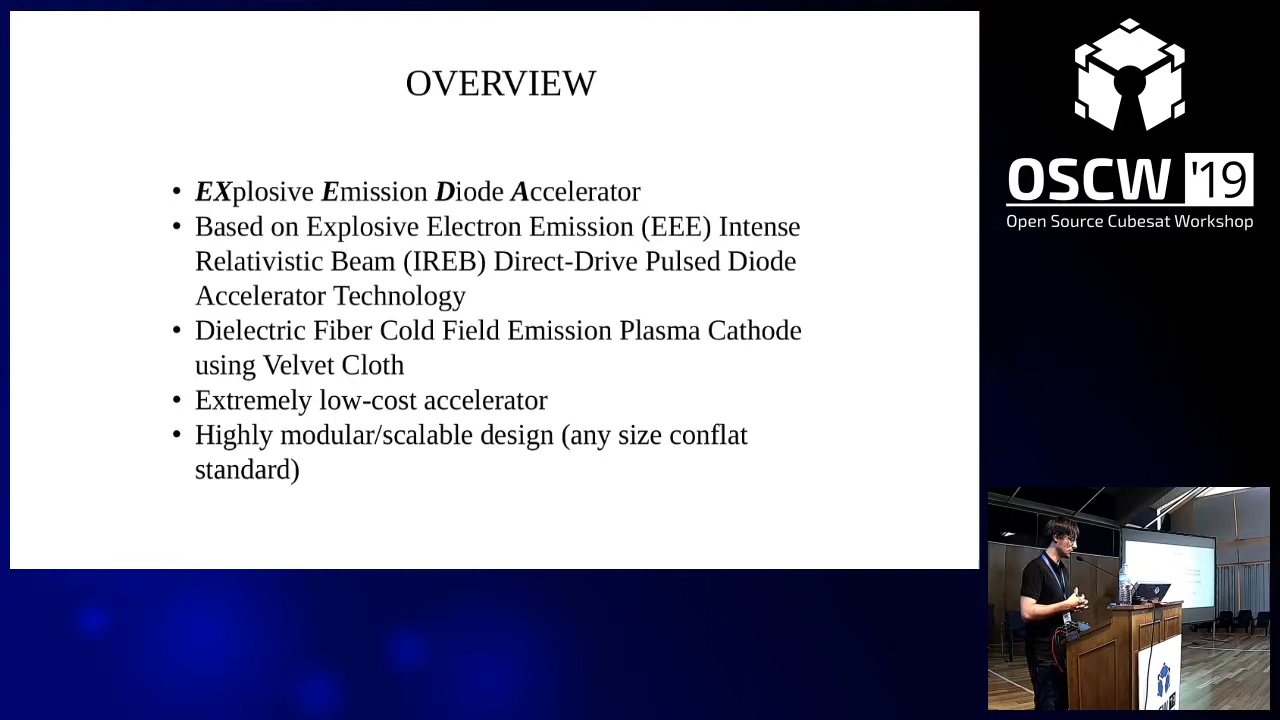 OVERVIEW
• EXplosive Emission Diode Accelerator
• Based on Explosive Electron Emission (EEE) Intense
Relativistic Beam (IREB) Direct-Drive Pulsed Diode
Accelerator Technology
• Dielectric Fiber Cold Field Emission Plasma Cathode
using Velvet Cloth
• Extremely low-cost accelerator
• Highly modular/scalable design (any size conflat
standard)
OSCW '19
Open Source Cubesat Workshop